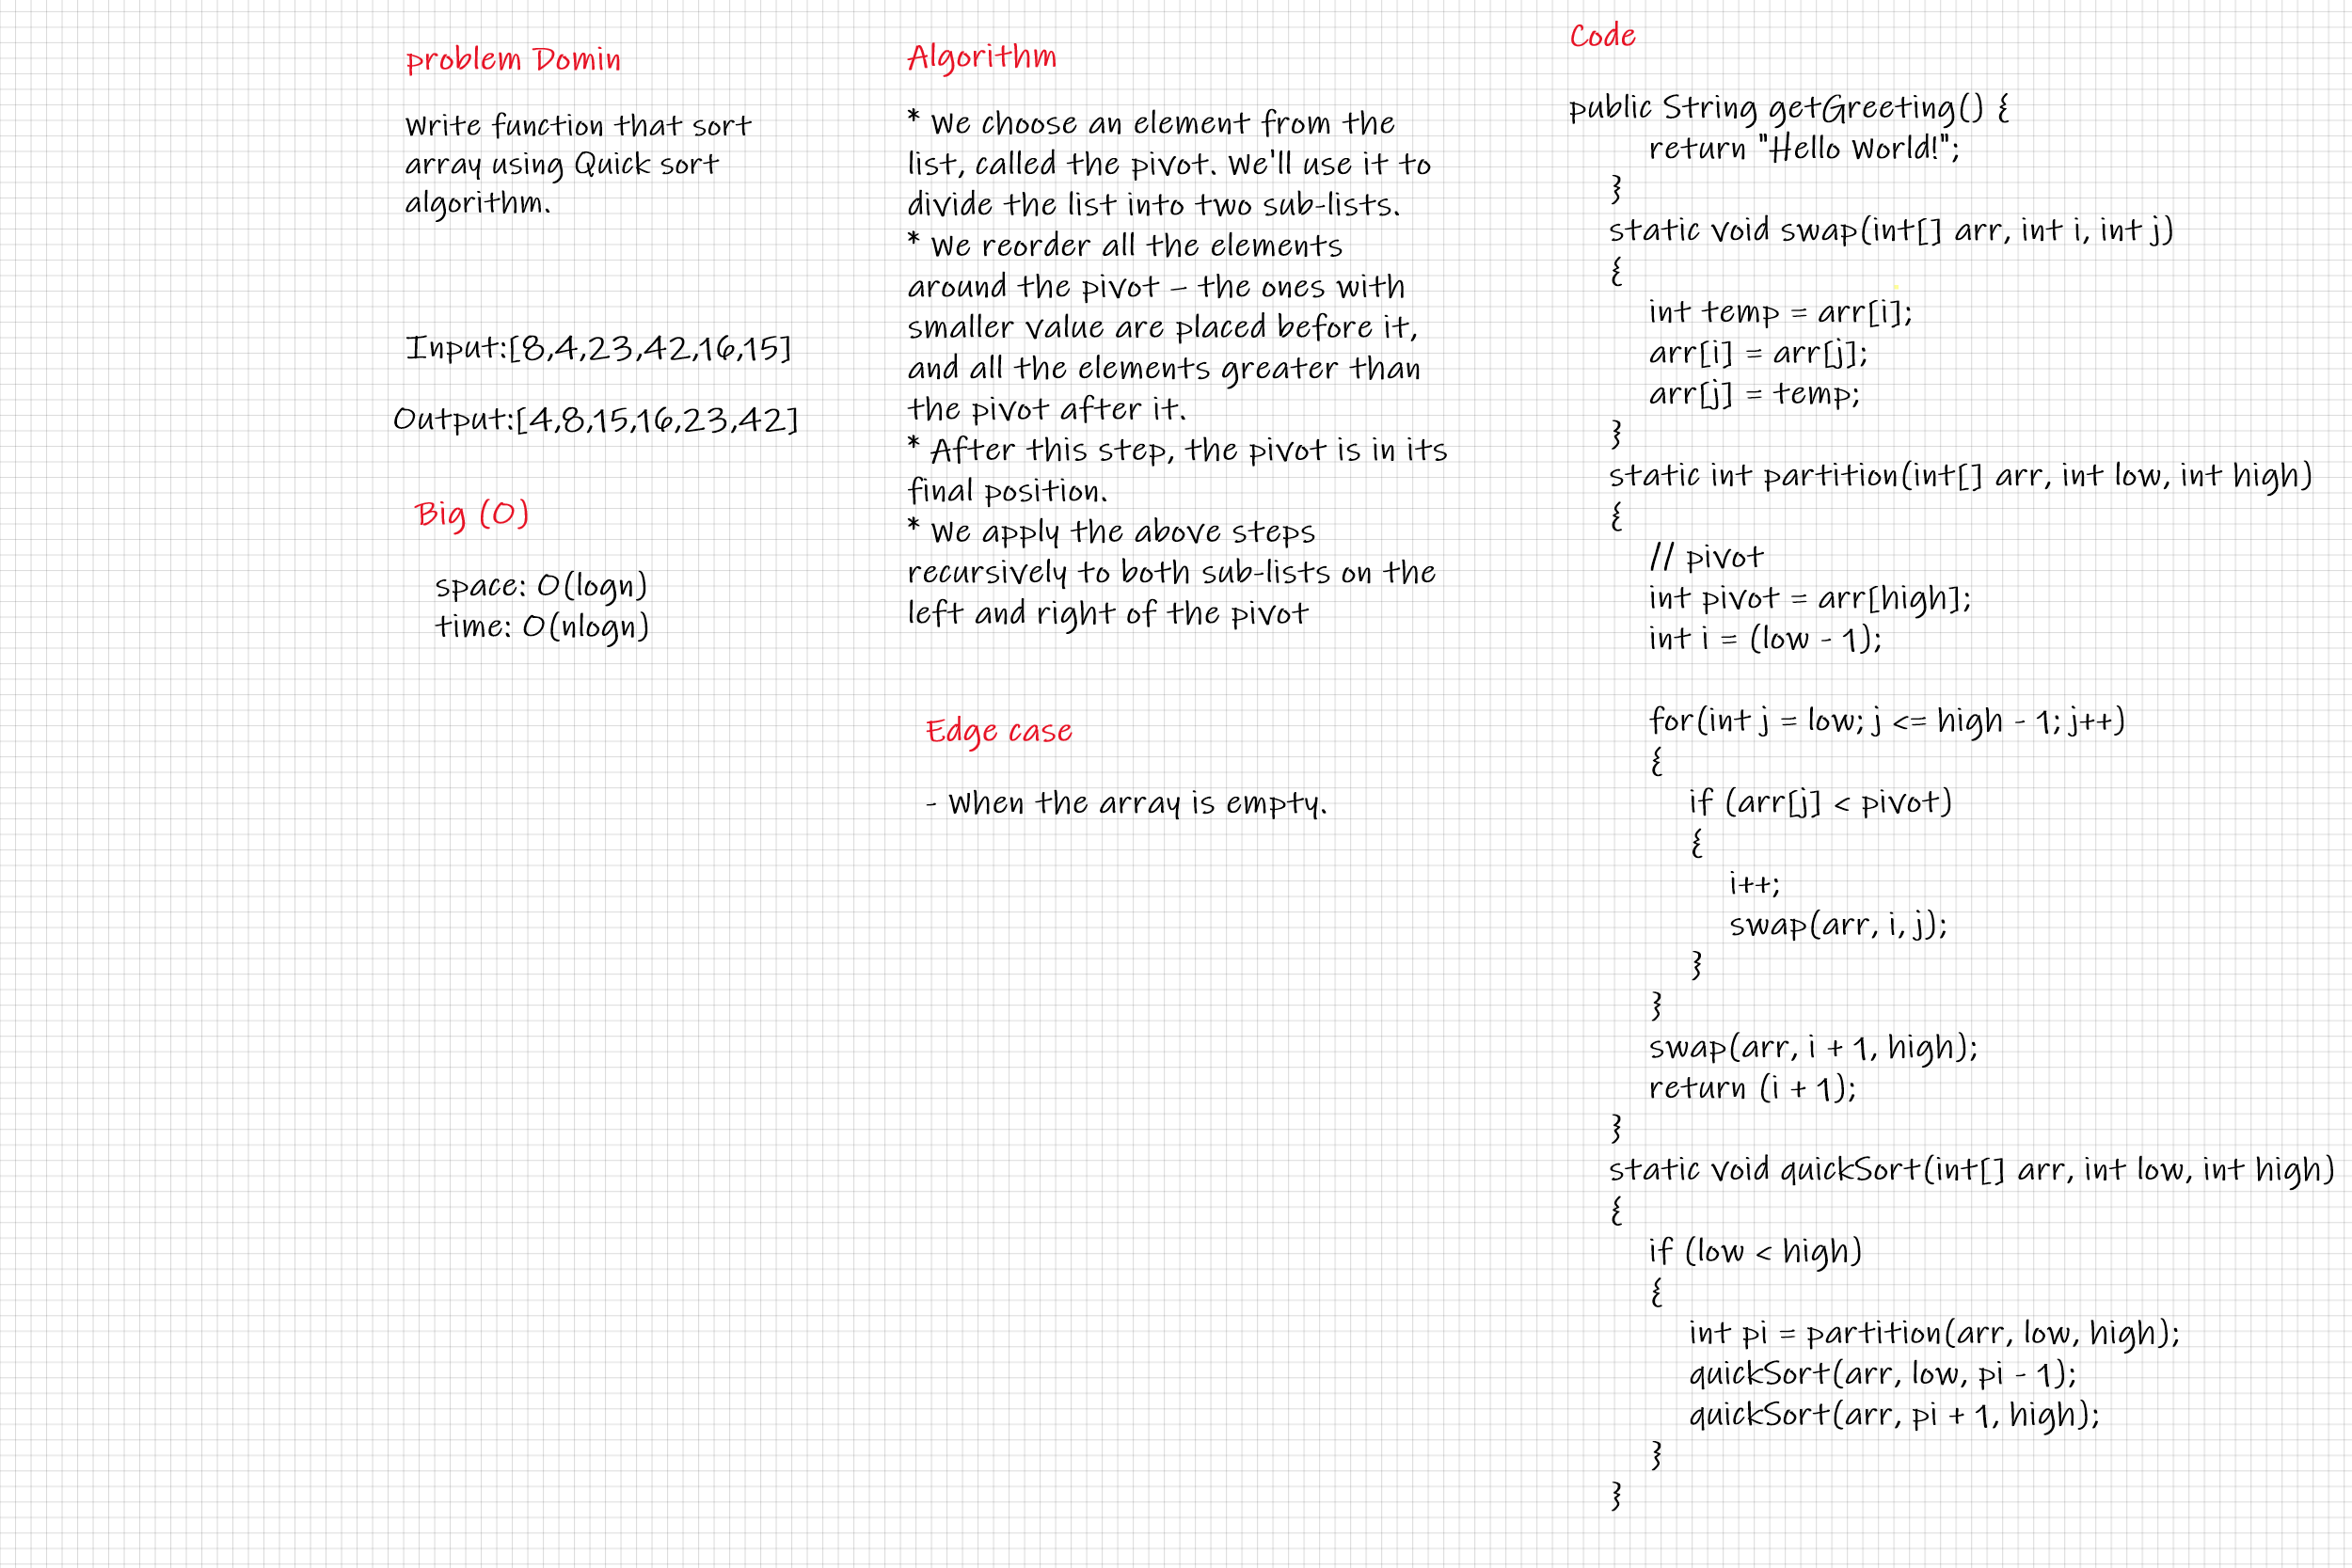 problem Domin
Write function that sort
array using Quick sort
algorithm.
Input:[8,4,23,42,16,15]
Output:[4,8,15,16,23,42]
Big (O)
space: O(logn)
time: O(nlogn)
Algorithm
* We choose an element from the
list, called the pivot. We'll use it to
divide the list into two sub-lists.
* We reorder all the elements
around the pivot – the ones with
smaller value are placed before it,
and all the elements greater than
the pivot after it.
* After this step, the pivot is in its
final position.
* We apply the above steps
recursively to both sub-lists on the
left and right of the pivot
Edge case
- When the array is empty.
Code
public String getGreeting() {
return "Hello World!";
}
static void swap(int[] arr, int i, int j)
{
int temp = arr[i];
arr[i] = arr[j];
arr[j] = temp;
}
static int partition(int[] arr, int low, int high)
{
// pivot
int pivot = arr[high];
int i = (low - 1);
for(int j = low; j <= high - 1; j++)
{
if (arr[j] < pivot)
{
i++;
swap(arr, i, j);
}
}
swap(arr, i + 1, high);
return (i + 1);
}
static void quickSort(int[] arr, int low, int high)
{
if (low < high)
{
int pi = partition(arr, low, high);
quickSort(arr, low, pi - 1);
quickSort(arr, pi + 1, high);
}
}